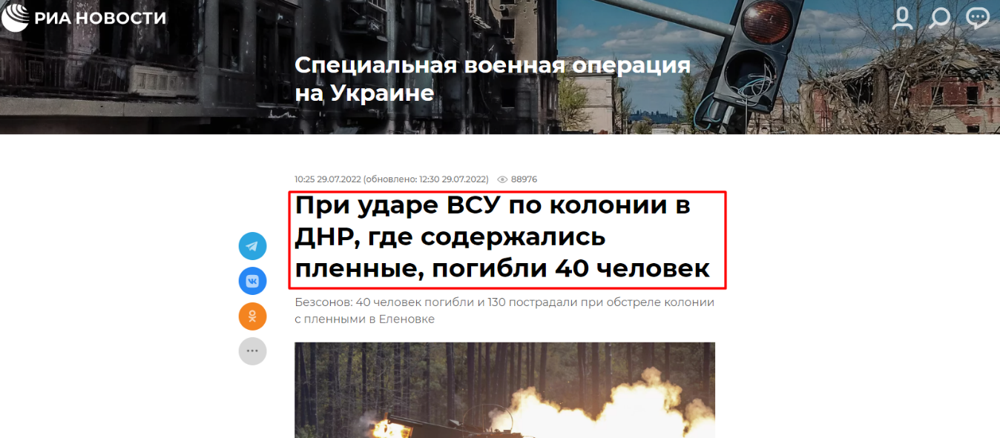 РИА НОВОСТИ
Специальная военная операция
на Украине
10:25 29.07.2022 (обновлено: 12:30 29.07.2022) 88976
При ударе ВСУ по колонии в
ДНР, где содержались
пленные, погибли 40 человек
Безсонов: 40 человек погибли и 130 пострадали при обстреле колонии
с пленными в Еленовке